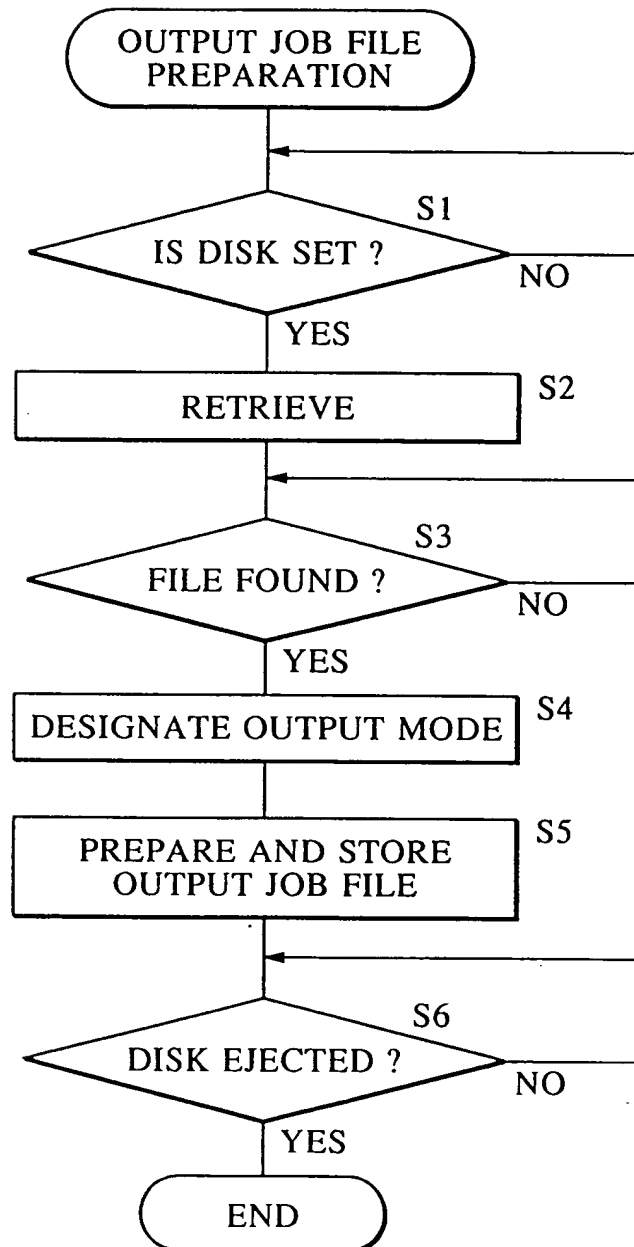 OUTPUT JOB FILE
PREPARATION
S1
IS DISK SET ?
NO
YES
S2
RETRIEVE
S3
FILE FOUND ?
NO
YES
S4
DESIGNATE OUTPUT MODE
S5
PREPARE AND STORE
OUTPUT JOB FILE
S6
DISK EJECTED ?
NO
YES
END